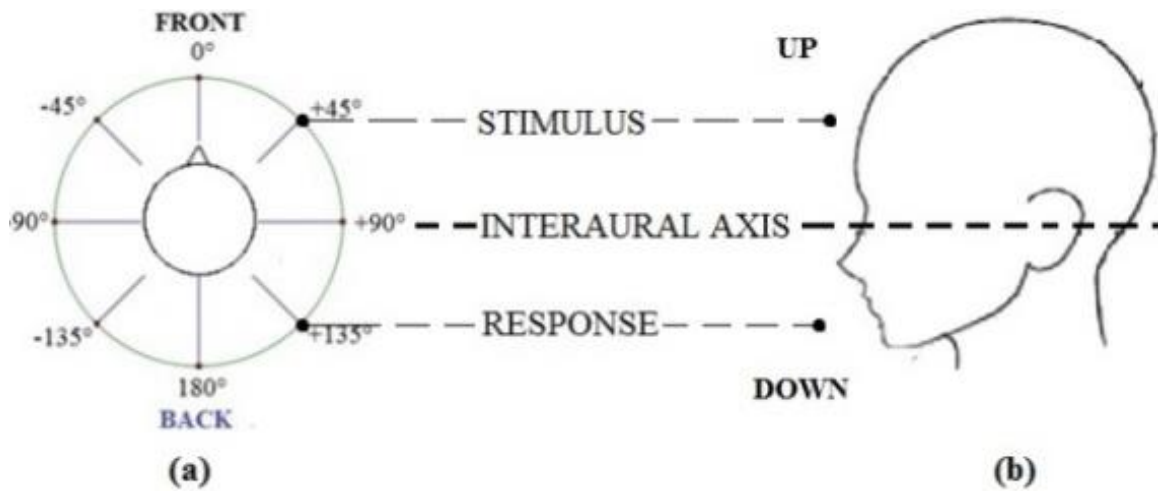 FRONT
0°
UP
-45°
+45°
STIMULUS
90°
+90°
INTERAURAL AXIS
-135°
+135°
RESPONSE
180°
DOWN
BACK
(a)
(b)